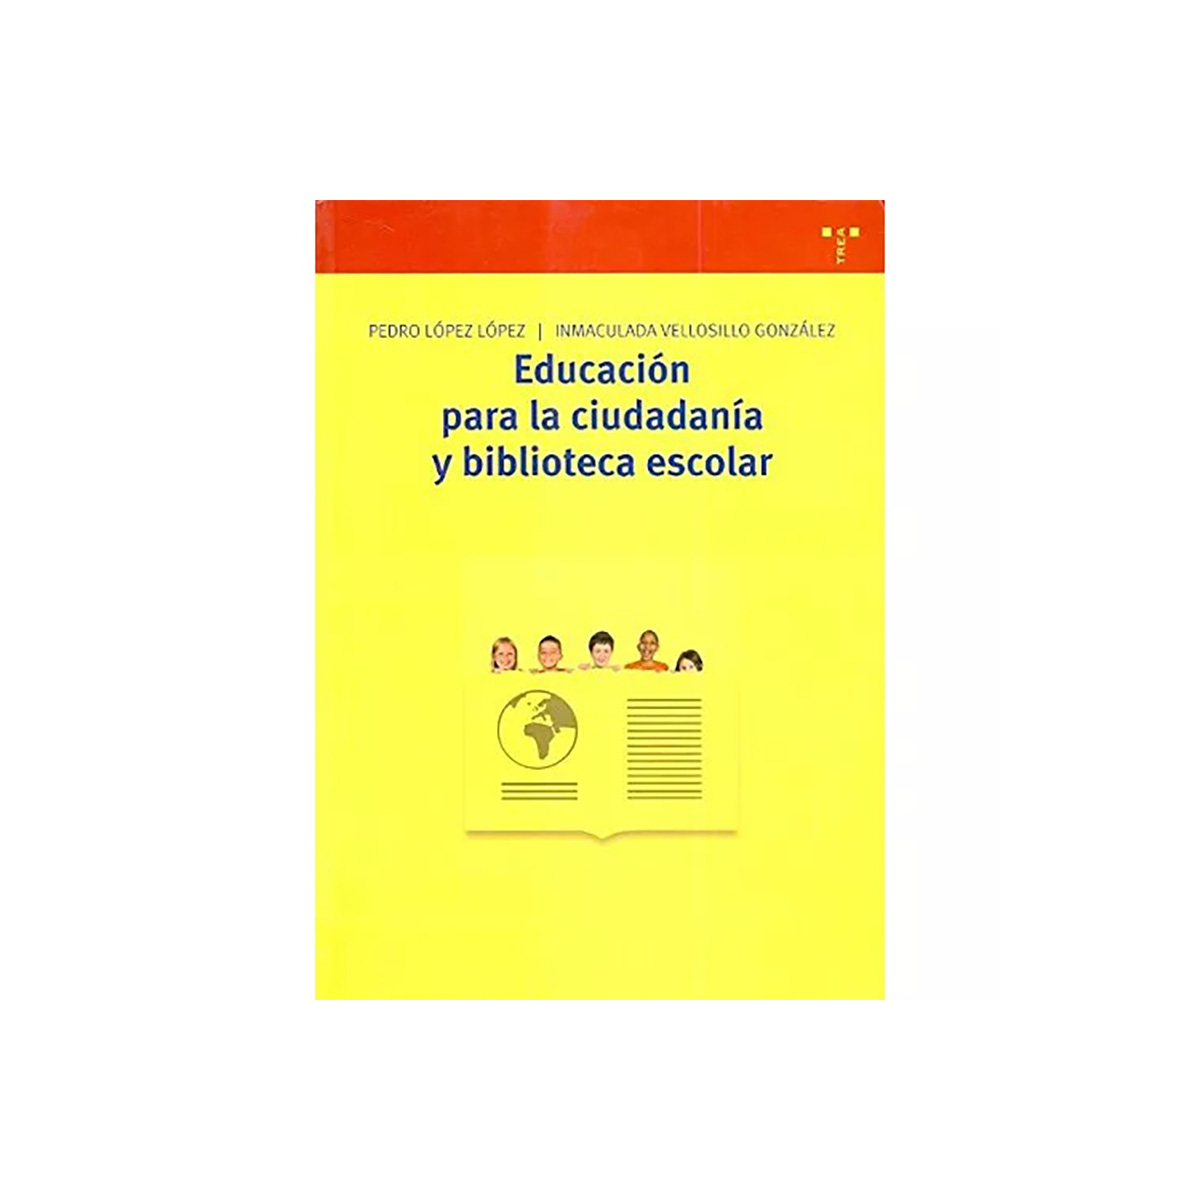 TREA
PEDRO LÓPEZ LÓPEZ | INMACULADA VELLOSILLO GONZÁLEZ
Educación
para la ciudadanía
y biblioteca escolar